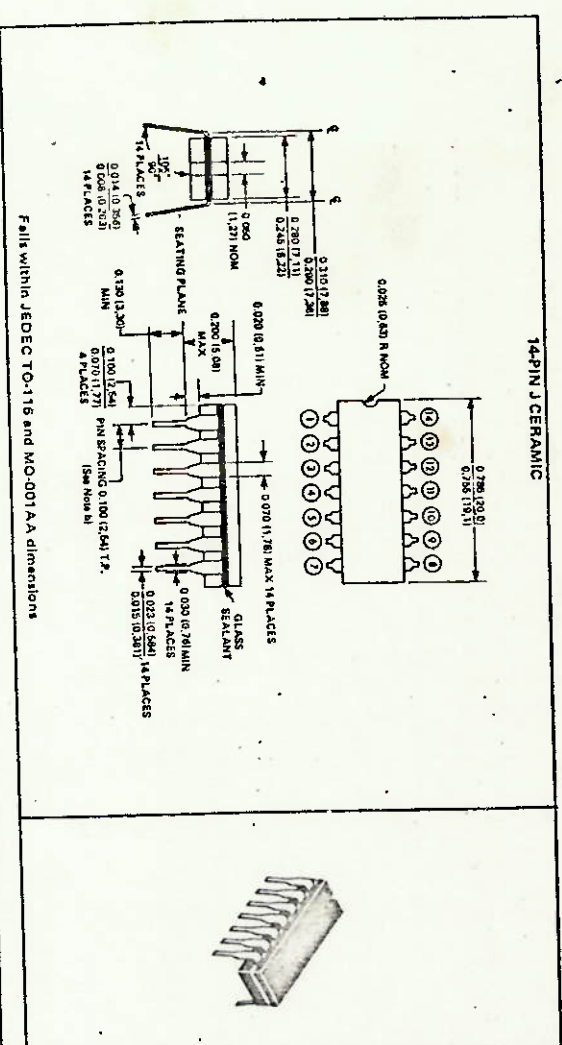 14-PIN J CERAMIC
0.785 (20,0)
0.755 (19,1)
14 13 12 11 10 9 8
0.025 (0,63) R NOM
1 2 3 4 5 6 7
℄ ℄
0.310 (7,88)
0.290 (7,36)
0.280 (7,11)
0.245 (6,22)
0.050
(1,27) NOM
105°
90°
14 PLACES
0.014 (0,356)
0.008 (0,203)
14 PLACES
SEATING PLANE
0.020 (0,51) MIN
0.200 (5,08)
MAX
0.130 (3,30)
MIN
0.070 (1,78) MAX 14 PLACES
GLASS
SEALANT
0.030 (0,76) MIN
14 PLACES
0.023 (0,584)
0.015 (0,381)
14 PLACES
0.100 (2,54)
0.070 (1,77)
4 PLACES
PIN SPACING 0.100 (2,54) T.P.
(See Note b)
Falls within JEDEC TO-116 and MO-001AA dimensions